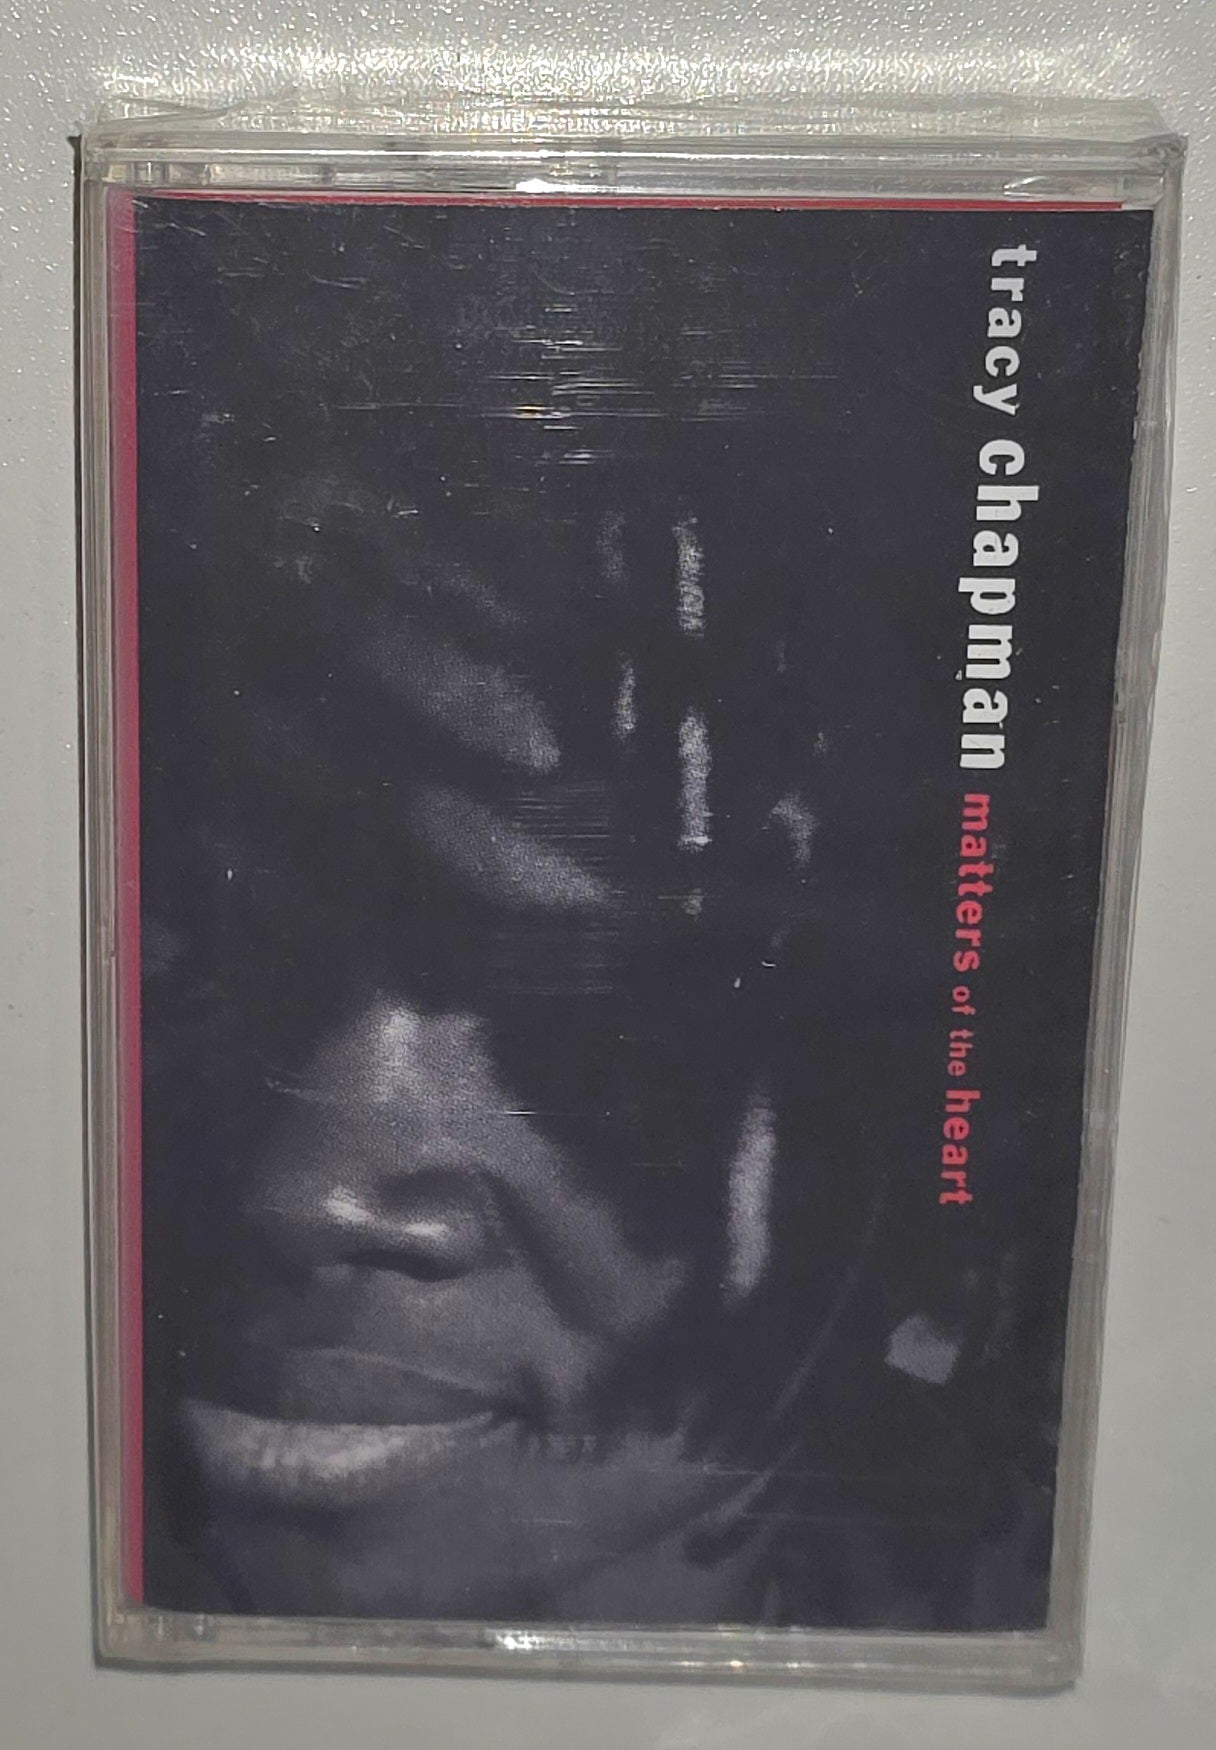 tracy chapman matters of the heart